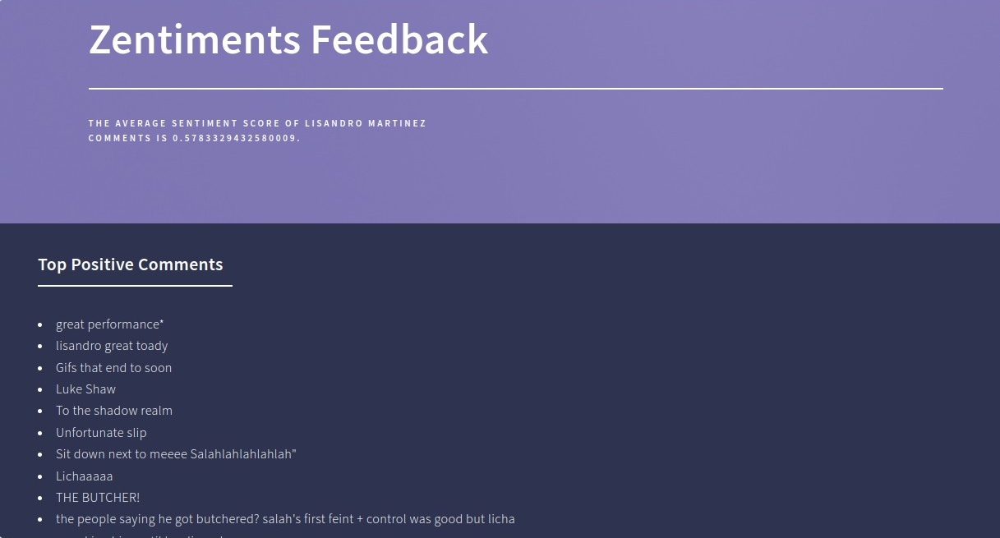 Zentiments Feedback
THE AVERAGE SENTIMENT SCORE OF LISANDRO MARTINEZ
COMMENTS IS 0.5783329432580009.
Top Positive Comments
great performance*
lisandro great toady
Gifs that end to soon
Luke Shaw
To the shadow realm
Unfortunate slip
Sit down next to meeee Salahlahlahlahlah"
Lichaaaaa
THE BUTCHER!
the people saying he got butchered? salah's first feint + control was good but licha